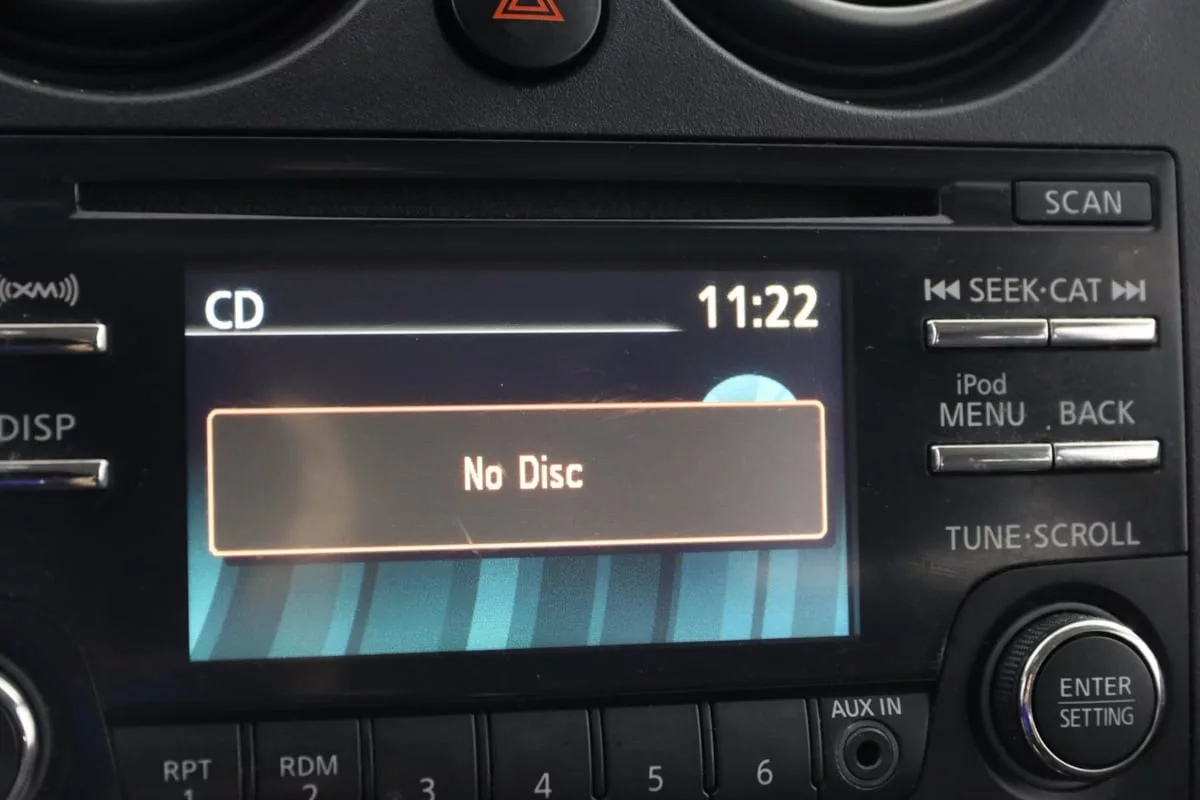 SCAN
XM
SEEK·CAT
CD 11:22
iPod
MENU BACK
DISP
No Disc
TUNE·SCROLL
ENTER
SETTING
AUX IN
RPT
1
RDM
2
3
4
5
6